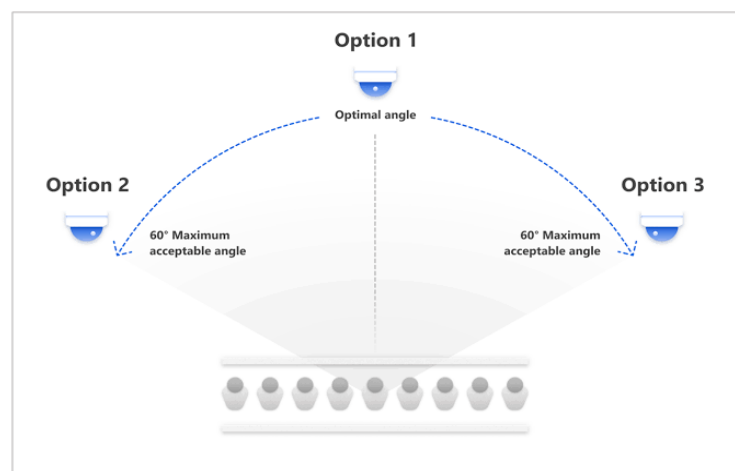 Option 1
Optimal angle
Option 2
Option 3
60° Maximum
acceptable angle
60° Maximum
acceptable angle